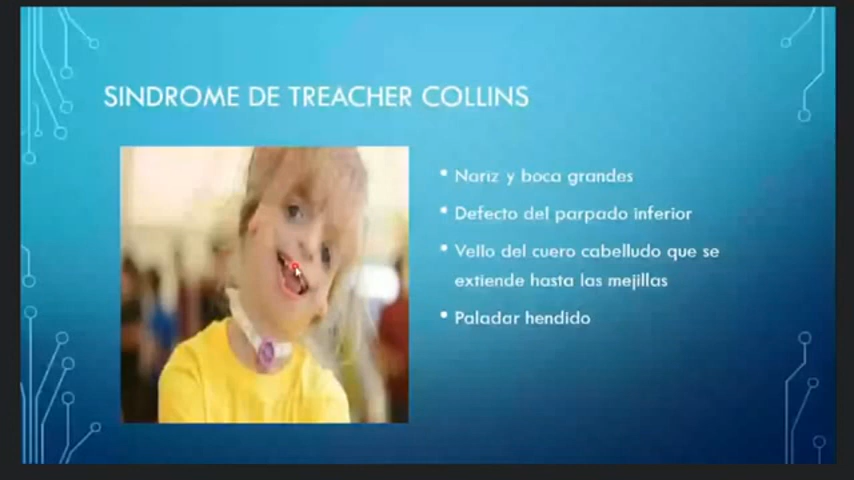 SINDROME DE TREACHER COLLINS
• Nariz y boca grandes
• Defecto del parpado inferior
• Vello del cuero cabelludo que se
extiende hasta las mejillas
• Paladar hendido